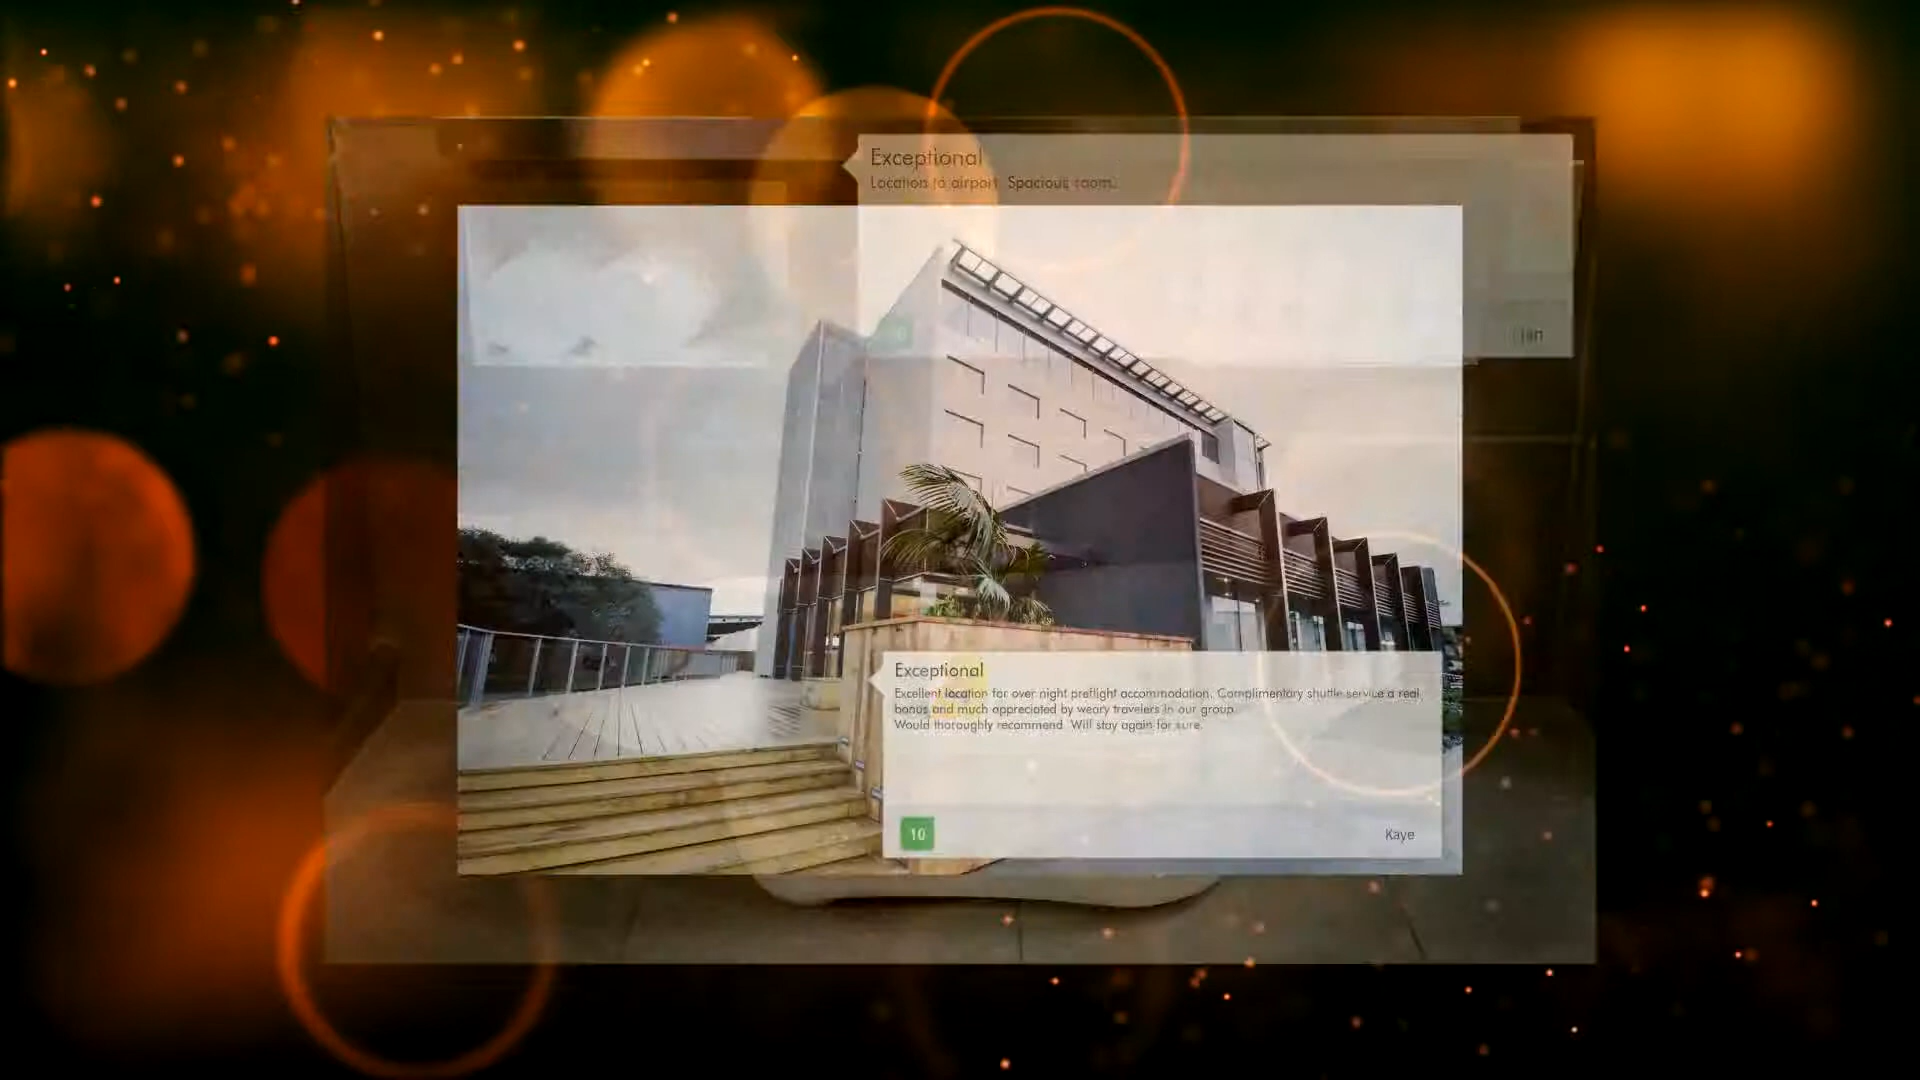 Exceptional
Location to airport. Spacious room.
Exceptional
Excellent location for over night preflight accommodation. Complimentary shuttle service a real
bonus and much appreciated by weary travelers in our group.
Would thoroughly recommend. Will stay again for sure.
10
Kaye